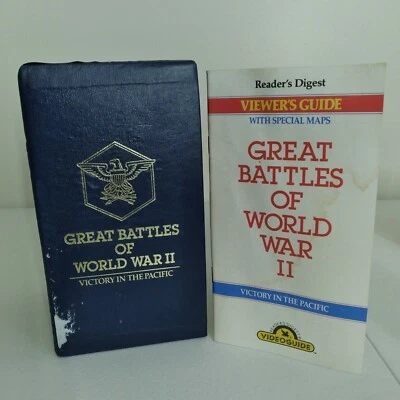 GREAT BATTLES
OF
WORLD WAR II
VICTORY IN THE PACIFIC
Reader's Digest
VIEWER'S GUIDE
WITH SPECIAL MAPS
GREAT
BATTLES
OF
WORLD
WAR
II
VICTORY IN THE PACIFIC
VIDEOGUIDE